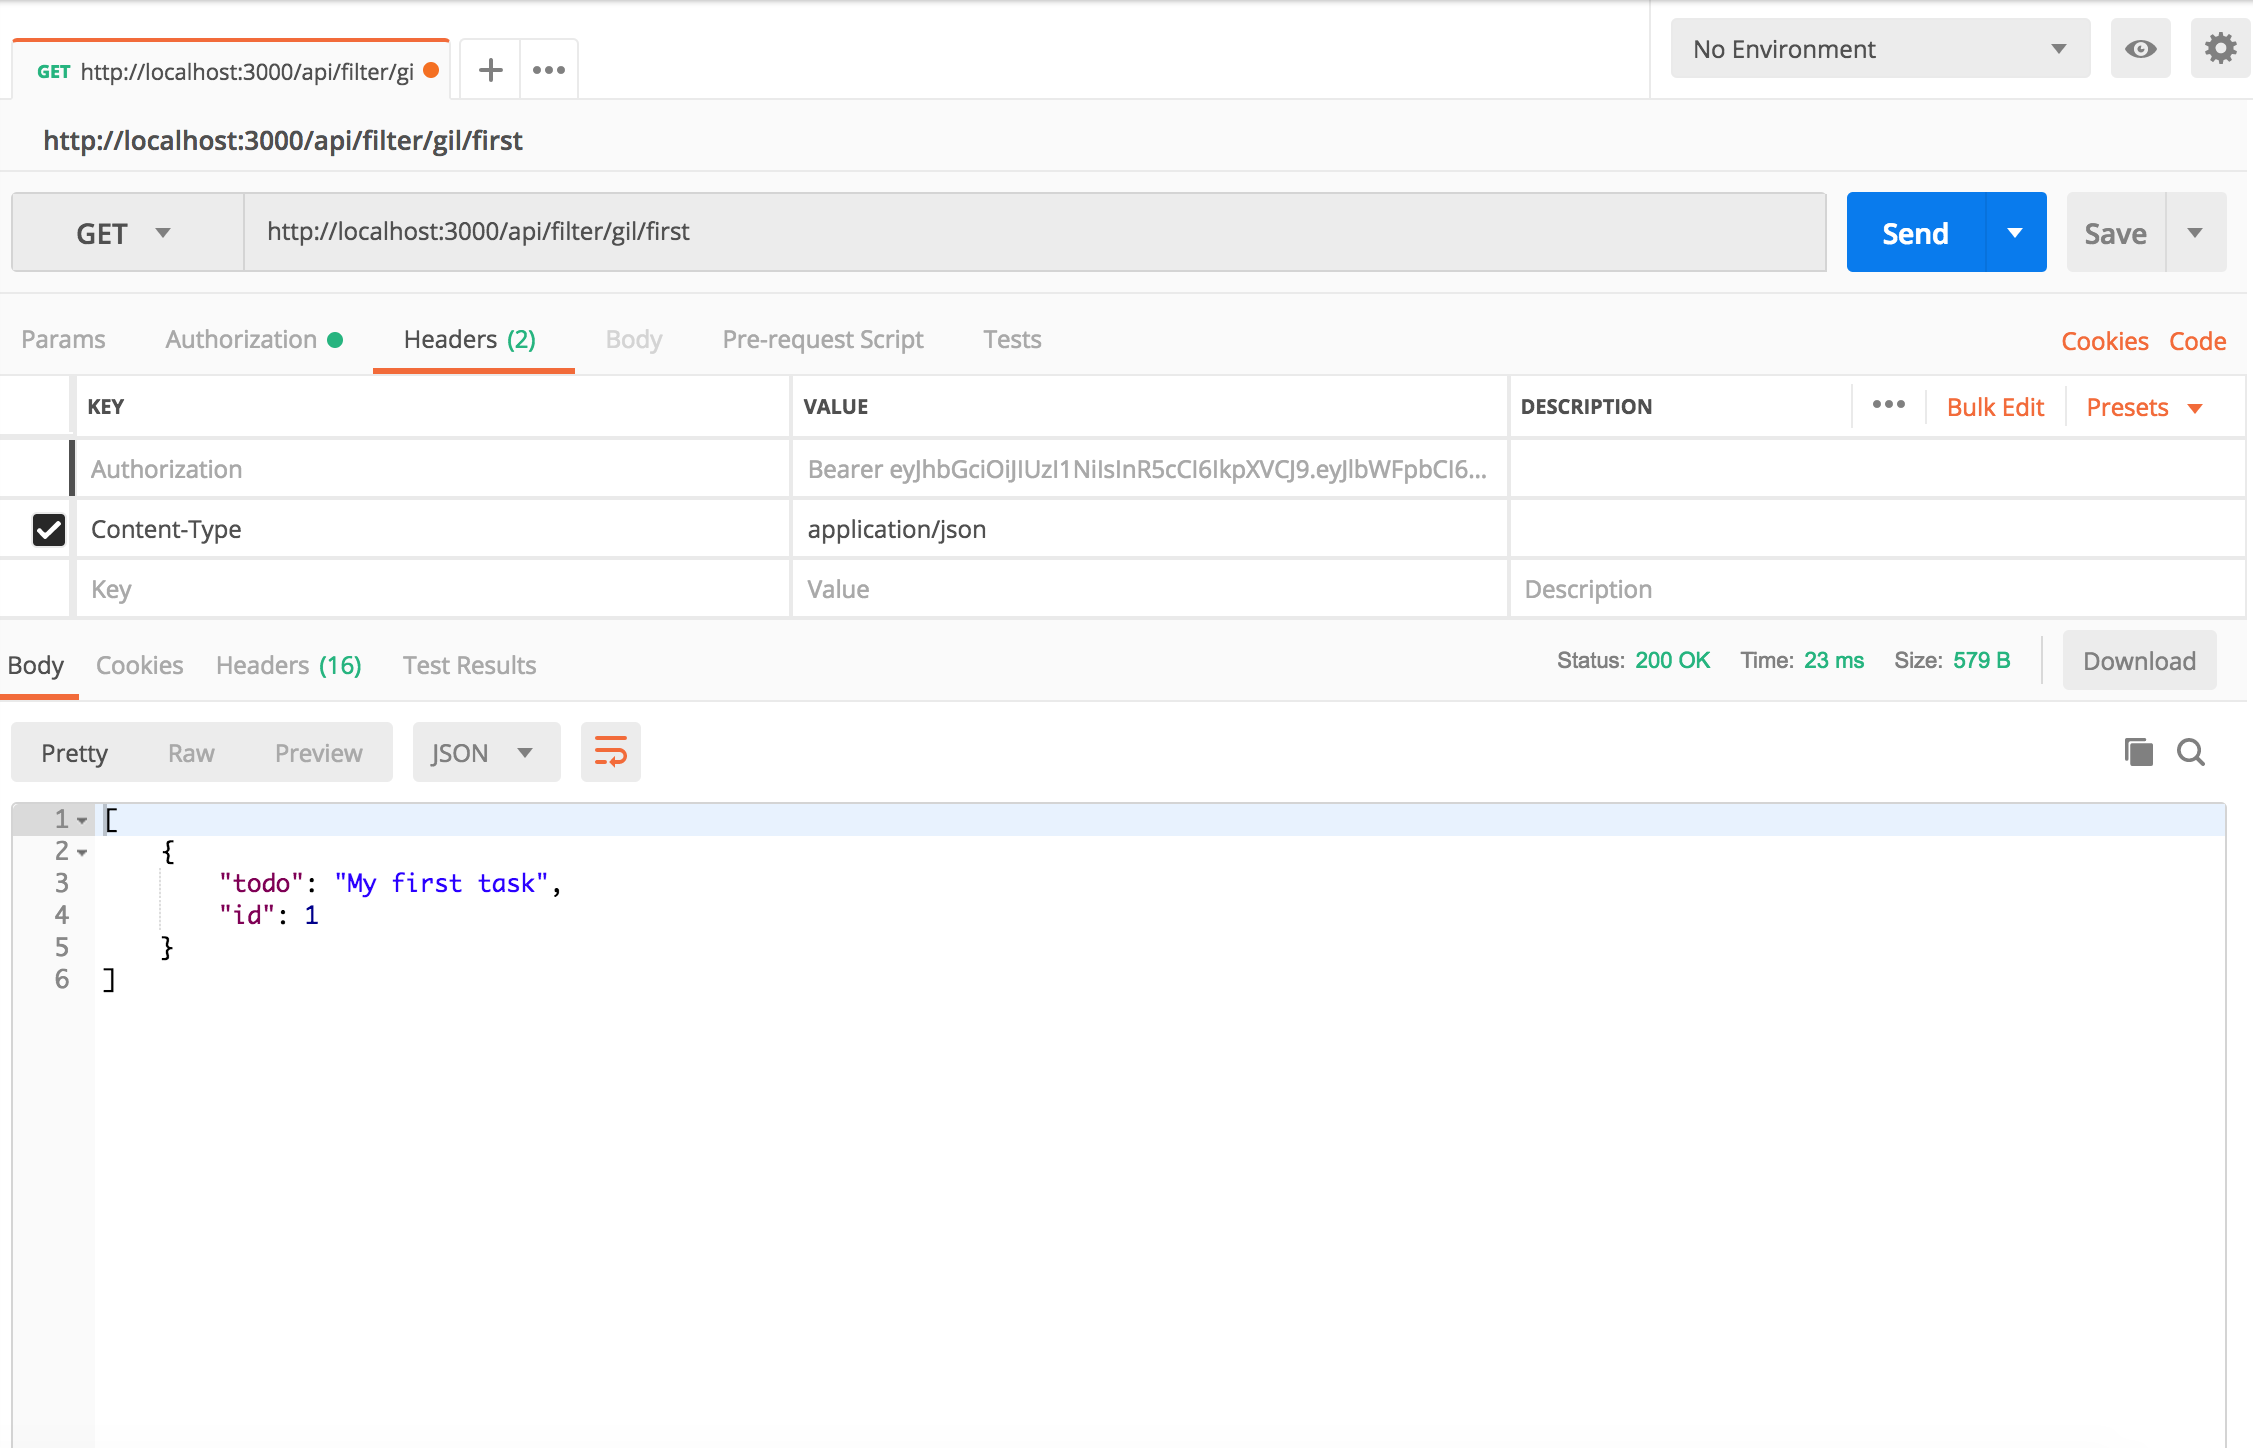 GET http://localhost:3000/api/filter/gi
No Environment
http://localhost:3000/api/filter/gil/first
GET http://localhost:3000/api/filter/gil/first Send Save
Params Authorization Headers (2) Body Pre-request Script Tests Cookies Code
KEY VALUE DESCRIPTION Bulk Edit Presets
Authorization Bearer eyJhbGciOiJIUzI1NiIsInR5cCI6IkpXVCJ9.eyJlbWFpbCI6...
Content-Type application/json
Key Value Description
Body Cookies Headers (16) Test Results Status: 200 OK Time: 23 ms Size: 579 B Download
Pretty Raw Preview JSON
1 [
2 {
3 "todo": "My first task",
4 "id": 1
5 }
6 ]